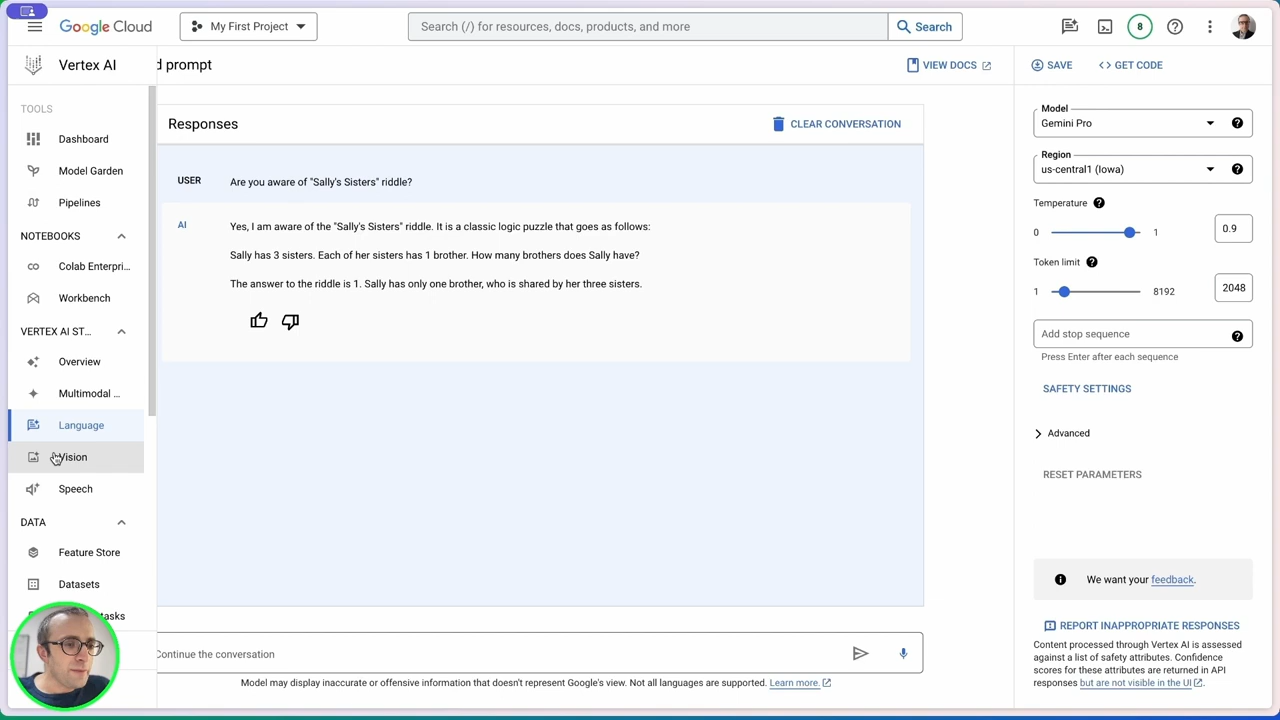 Google Cloud
My First Project
Search (/) for resources, docs, products, and more
Search
8
Vertex AI
d prompt
VIEW DOCS
SAVE
<> GET CODE
TOOLS
Dashboard
Model Garden
Pipelines
NOTEBOOKS
Colab Enterpri...
Workbench
VERTEX AI ST...
Overview
Multimodal ...
Language
Vision
Speech
DATA
Feature Store
Datasets
tasks
Responses
CLEAR CONVERSATION
USER
Are you aware of "Sally's Sisters" riddle?
AI
Yes, I am aware of the "Sally's Sisters" riddle. It is a classic logic puzzle that goes as follows:
Sally has 3 sisters. Each of her sisters has 1 brother. How many brothers does Sally have?
The answer to the riddle is 1. Sally has only one brother, who is shared by her three sisters.
Continue the conversation
Model may display inaccurate or offensive information that doesn't represent Google's view. Not all languages are supported. Learn more.
Model
Gemini Pro
Region
us-central1 (Iowa)
Temperature
0
1
0.9
Token limit
1
8192
2048
Add stop sequence
Press Enter after each sequence
SAFETY SETTINGS
Advanced
RESET PARAMETERS
We want your feedback.
REPORT INAPPROPRIATE RESPONSES
Content processed through Vertex AI is assessed
against a list of safety attributes. Confidence
scores for these attributes are returned in API
responses but are not visible in the UI.